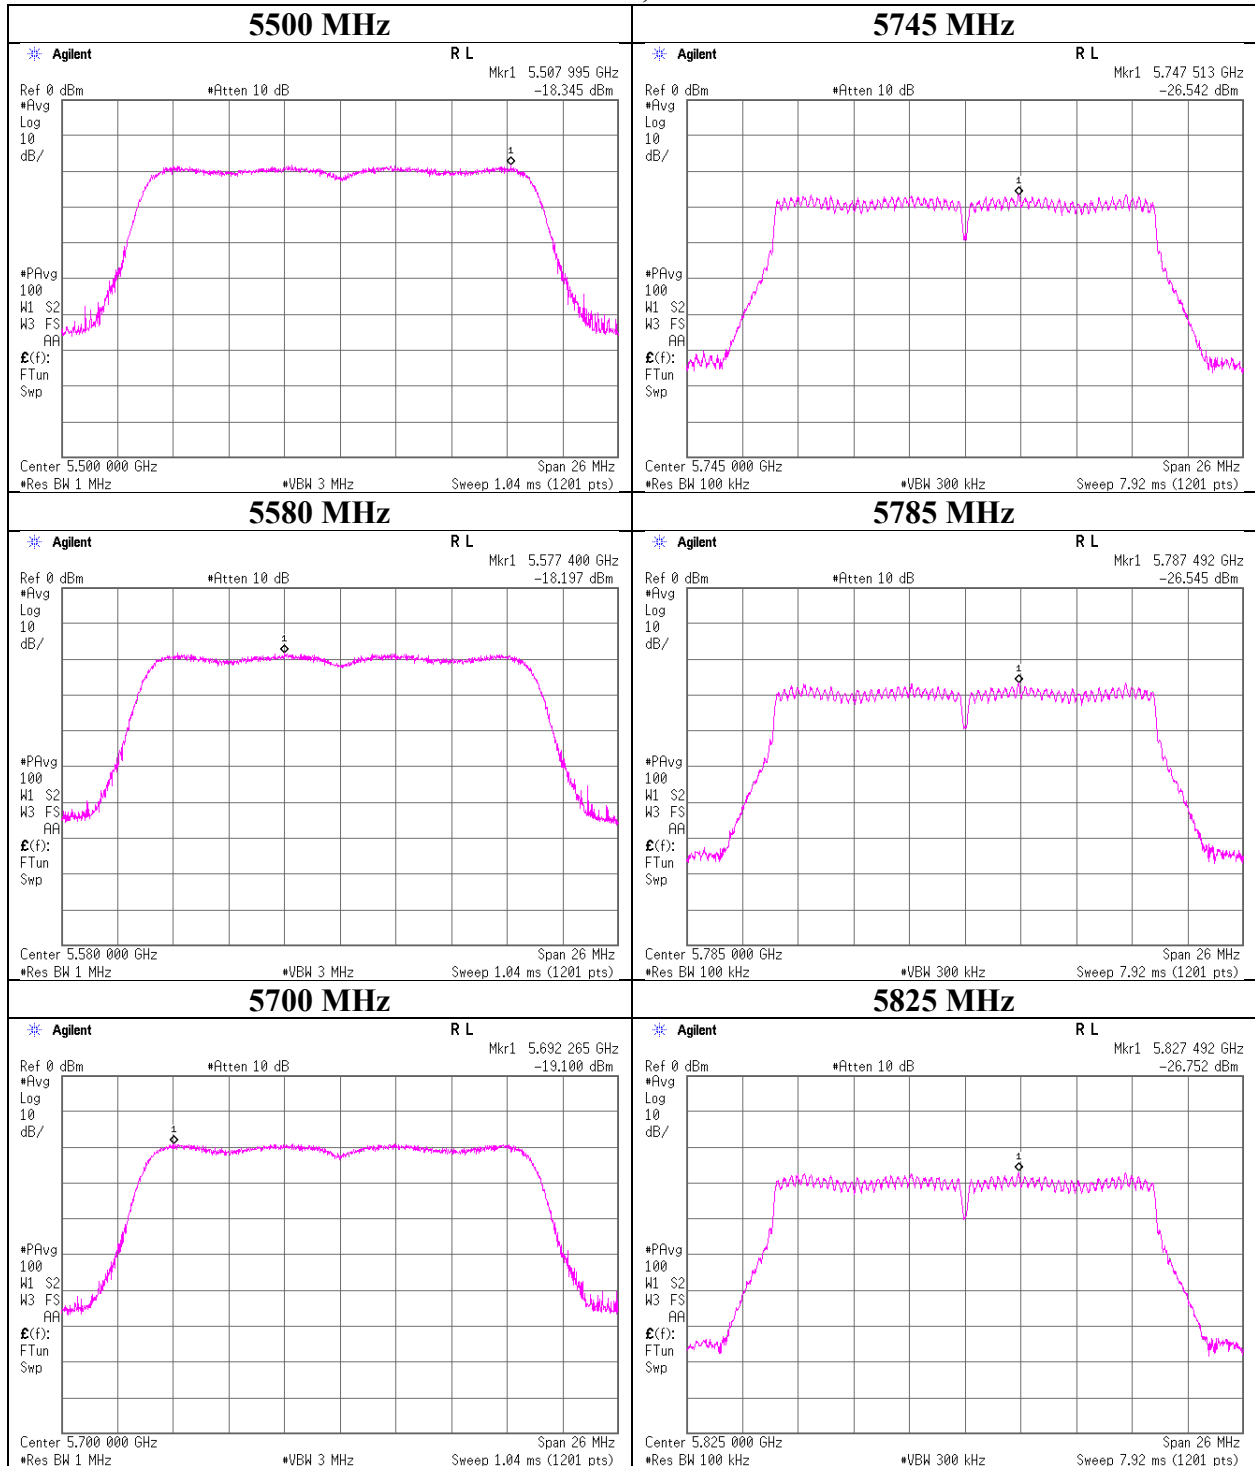 5500 MHz
Agilent R L
Mkr1 5.507 995 GHz
Ref 0 dBm #Atten 10 dB -18.345 dBm
#Avg
Log
10
dB/
1
#PAvg
100
W1 S2
W3 FS
AA
£(f):
FTun
Swp
Center 5.500 000 GHz Span 26 MHz
#Res BW 1 MHz #VBW 3 MHz Sweep 1.04 ms (1201 pts)
5745 MHz
Agilent R L
Mkr1 5.747 513 GHz
Ref 0 dBm #Atten 10 dB -26.542 dBm
#Avg
Log
10
dB/
1
#PAvg
100
W1 S2
W3 FS
AA
£(f):
FTun
Swp
Center 5.745 000 GHz Span 26 MHz
#Res BW 100 kHz #VBW 300 kHz Sweep 7.92 ms (1201 pts)
5580 MHz
Agilent R L
Mkr1 5.577 400 GHz
Ref 0 dBm #Atten 10 dB -18.197 dBm
#Avg
Log
10
dB/
1
#PAvg
100
W1 S2
W3 FS
AA
£(f):
FTun
Swp
Center 5.580 000 GHz Span 26 MHz
#Res BW 1 MHz #VBW 3 MHz Sweep 1.04 ms (1201 pts)
5785 MHz
Agilent R L
Mkr1 5.787 492 GHz
Ref 0 dBm #Atten 10 dB -26.545 dBm
#Avg
Log
10
dB/
1
#PAvg
100
W1 S2
W3 FS
AA
£(f):
FTun
Swp
Center 5.785 000 GHz Span 26 MHz
#Res BW 100 kHz #VBW 300 kHz Sweep 7.92 ms (1201 pts)
5700 MHz
Agilent R L
Mkr1 5.692 265 GHz
Ref 0 dBm #Atten 10 dB -19.100 dBm
#Avg
Log
10
dB/
1
#PAvg
100
W1 S2
W3 FS
AA
£(f):
FTun
Swp
Center 5.700 000 GHz Span 26 MHz
#Res BW 1 MHz #VBW 3 MHz Sweep 1.04 ms (1201 pts)
5825 MHz
Agilent R L
Mkr1 5.827 492 GHz
Ref 0 dBm #Atten 10 dB -26.752 dBm
#Avg
Log
10
dB/
1
#PAvg
100
W1 S2
W3 FS
AA
£(f):
FTun
Swp
Center 5.825 000 GHz Span 26 MHz
#Res BW 100 kHz #VBW 300 kHz Sweep 7.92 ms (1201 pts)